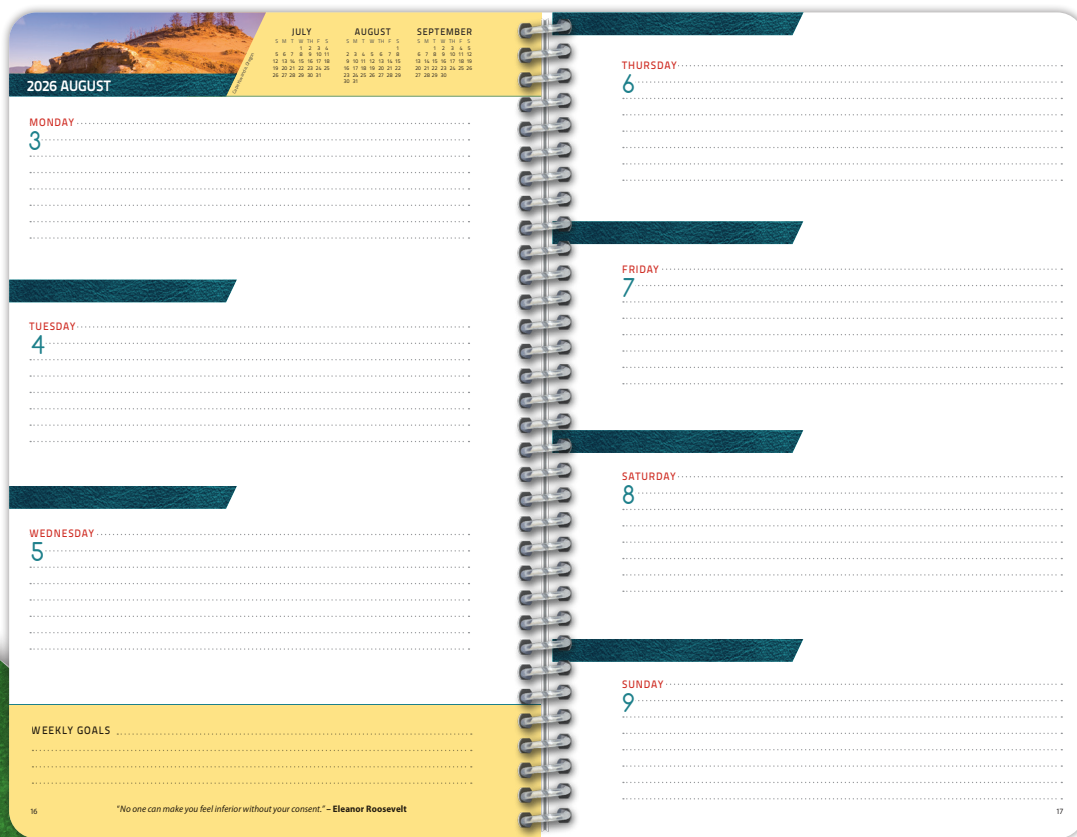 2026 AUGUST
JULY
S M T W TH F S
1 2 3 4
5 6 7 8 9 10 11
12 13 14 15 16 17 18
19 20 21 22 23 24 25
26 27 28 29 30 31
AUGUST
S M T W TH F S
1
2 3 4 5 6 7 8
9 10 11 12 13 14 15
16 17 18 19 20 21 22
23 24 25 26 27 28 29
30 31
SEPTEMBER
S M T W TH F S
1 2 3 4 5
6 7 8 9 10 11 12
13 14 15 16 17 18 19
20 21 22 23 24 25 26
27 28 29 30
MONDAY
3
TUESDAY
4
WEDNESDAY
5
WEEKLY GOALS
16
"No one can make you feel inferior without your consent." – Eleanor Roosevelt
THURSDAY
6
FRIDAY
7
SATURDAY
8
SUNDAY
9
17